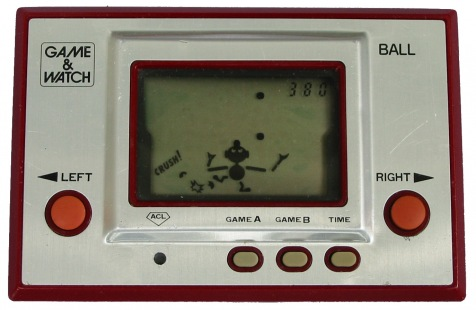 GAME
&
WATCH
BALL
380
CRUSH!
◄LEFT
RIGHT►
ACL
GAME A GAME B TIME